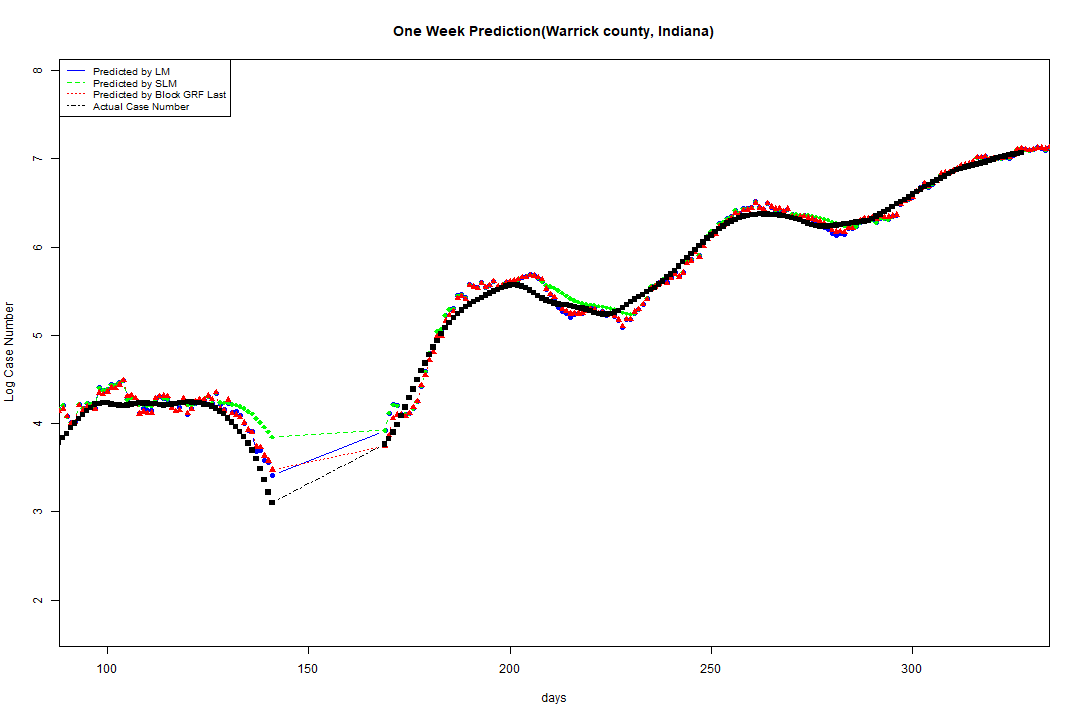 One Week Prediction(Warrick county, Indiana)
Predicted by LM
Predicted by SLM
Predicted by Block GRF Last
Actual Case Number
8
7
6
5
4
3
2
Log Case Number
100 150 200 250 300
days